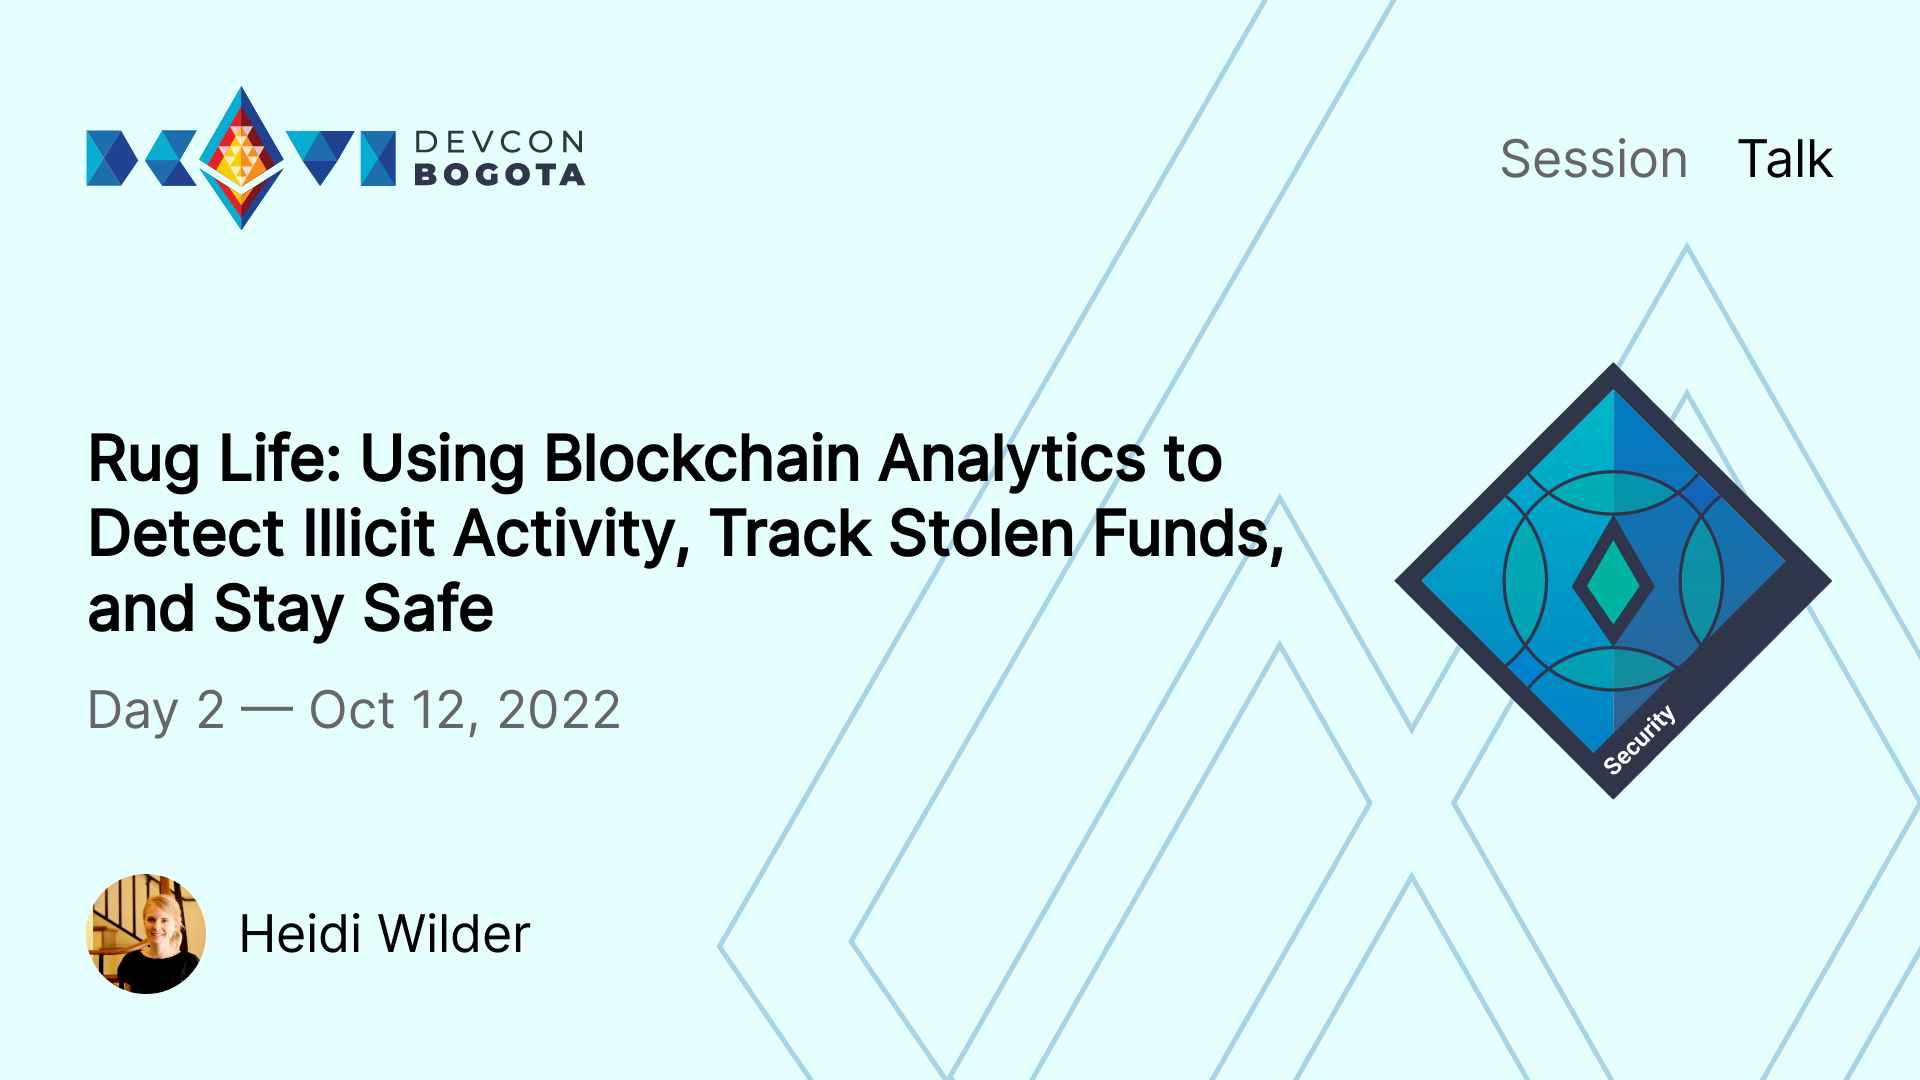 DEVCON
BOGOTA
Session Talk
Rug Life: Using Blockchain Analytics to
Detect Illicit Activity, Track Stolen Funds,
and Stay Safe
Day 2 — Oct 12, 2022
Security
Heidi Wilder